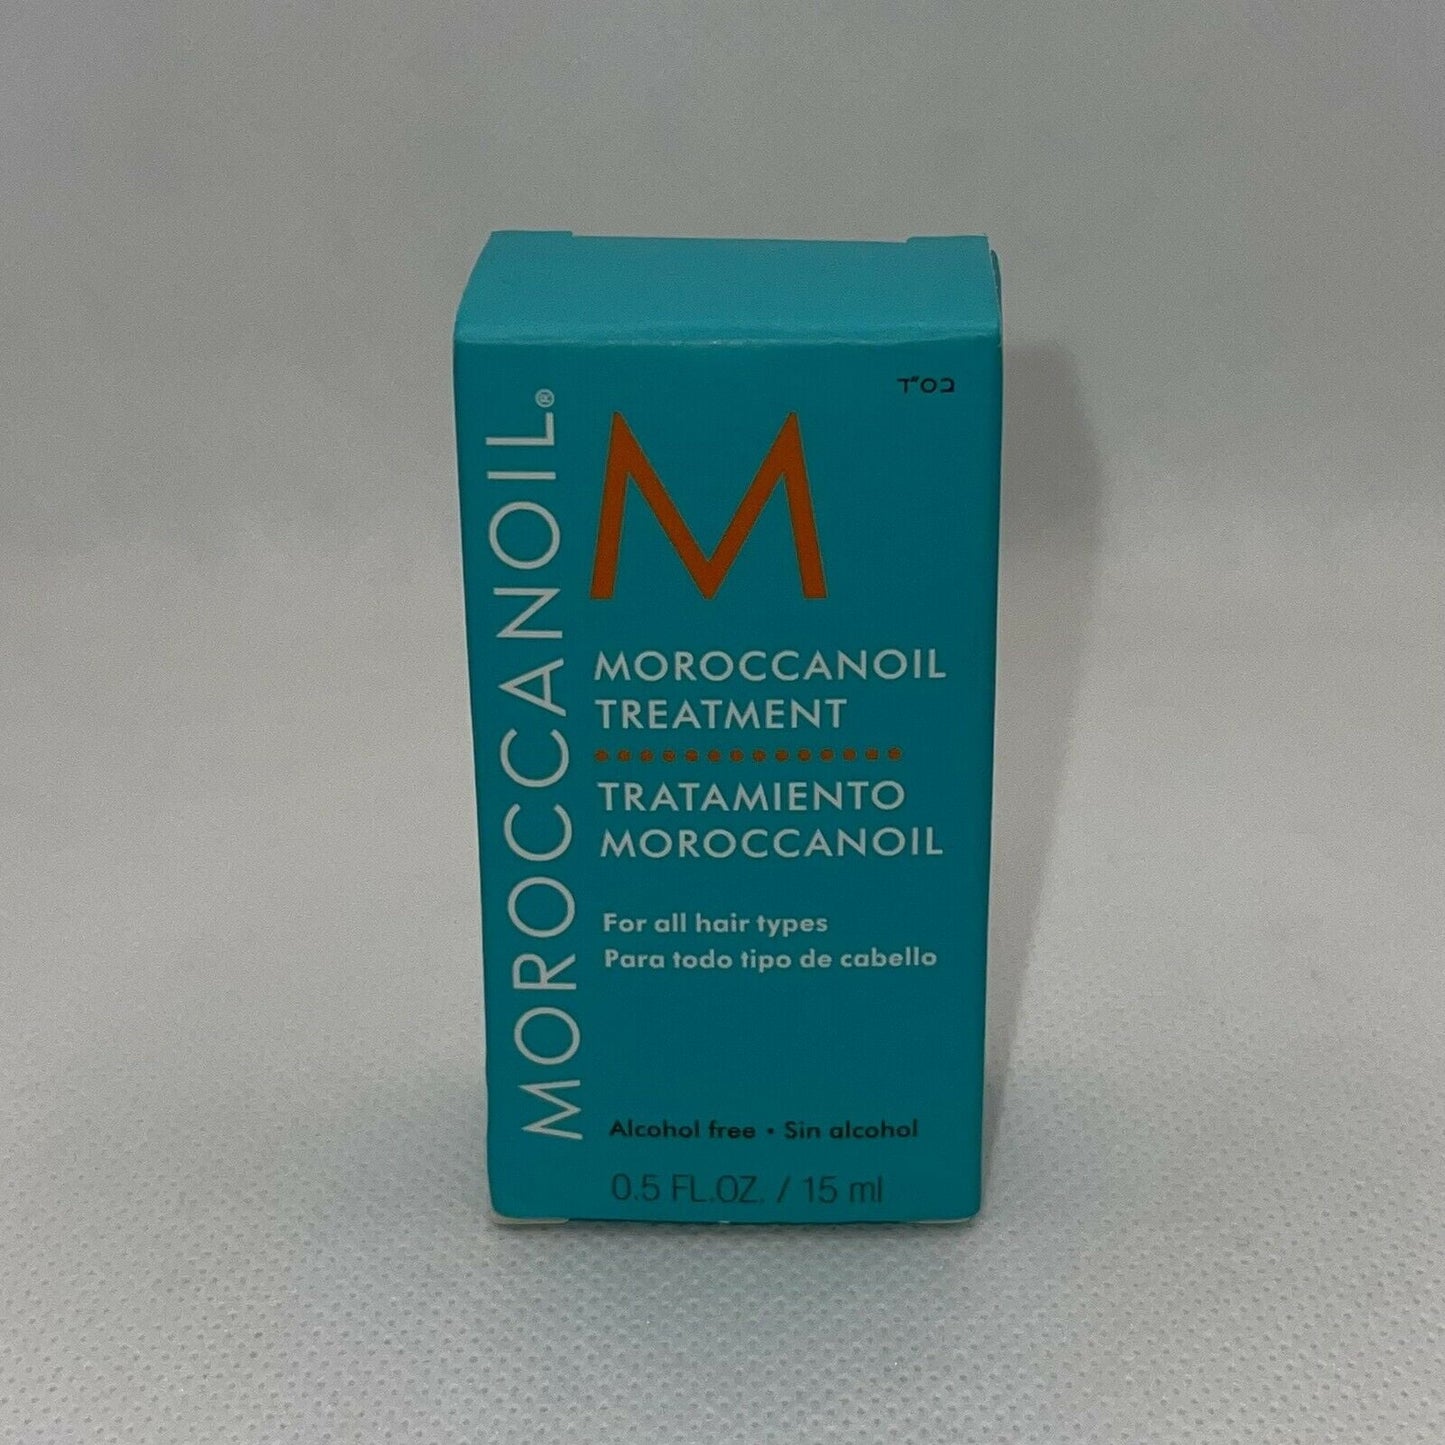 בס"ד
MOROCCANOIL®
M
MOROCCANOIL
TREATMENT
TRATAMIENTO
MOROCCANOIL
For all hair types
Para todo tipo de cabello
Alcohol free • Sin alcohol
0.5 FL.OZ. / 15 ml